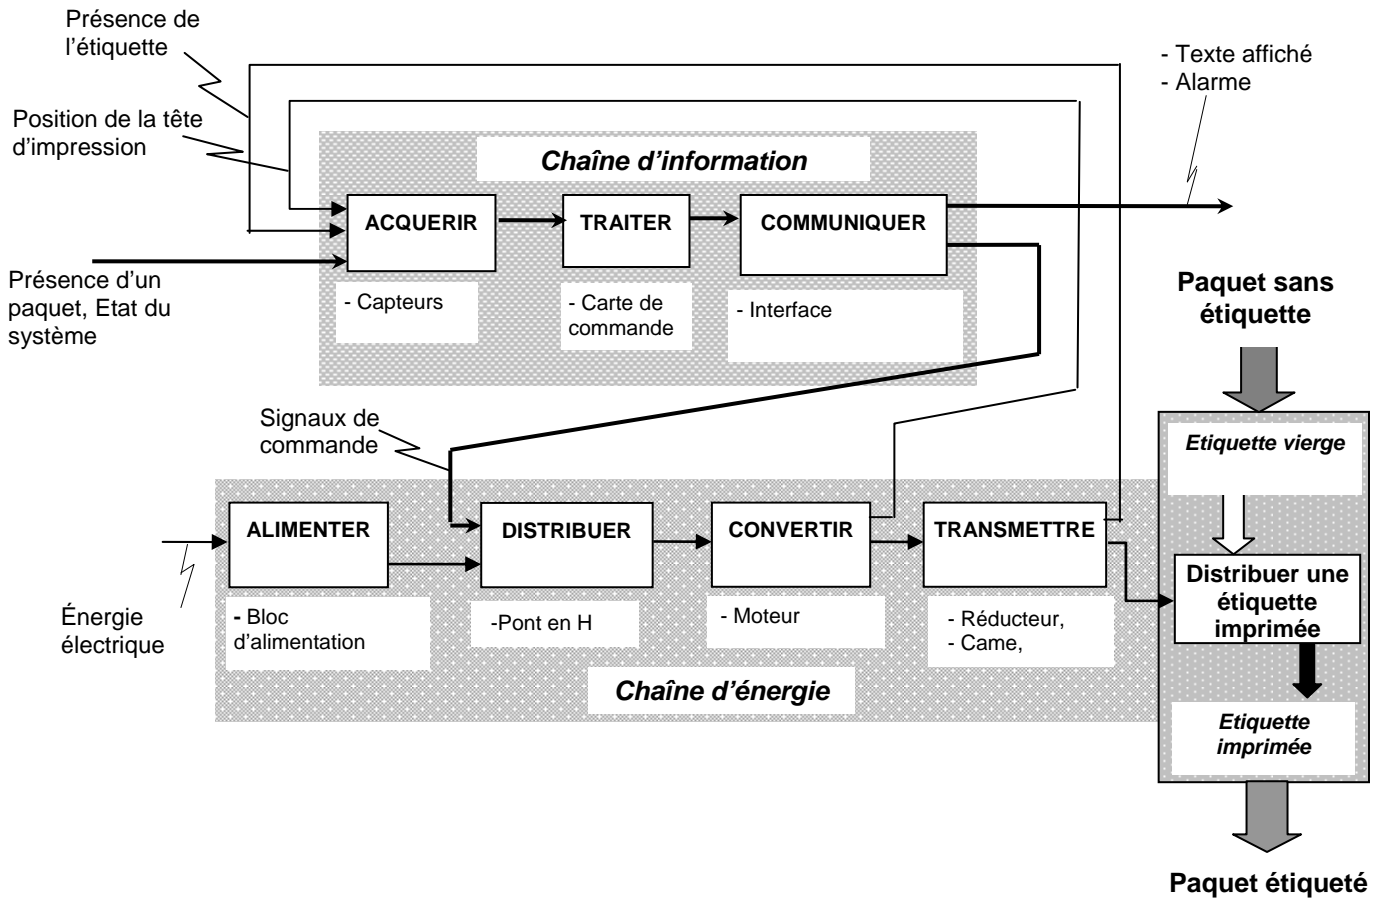 Présence de
l’étiquette
- Texte affiché
- Alarme
Position de la tête
d’impression
Chaîne d’information
ACQUERIR
TRAITER
COMMUNIQUER
Présence d’un
paquet, Etat du
système
- Capteurs
- Carte de
commande
- Interface
Paquet sans
étiquette
Signaux de
commande
Etiquette vierge
ALIMENTER
DISTRIBUER
CONVERTIR
TRANSMETTRE
Distribuer une
étiquette
imprimée
Énergie
électrique
- Bloc
d’alimentation
-Pont en H
- Moteur
- Réducteur,
- Came,
Chaîne d’énergie
Etiquette
imprimée
Paquet étiqueté